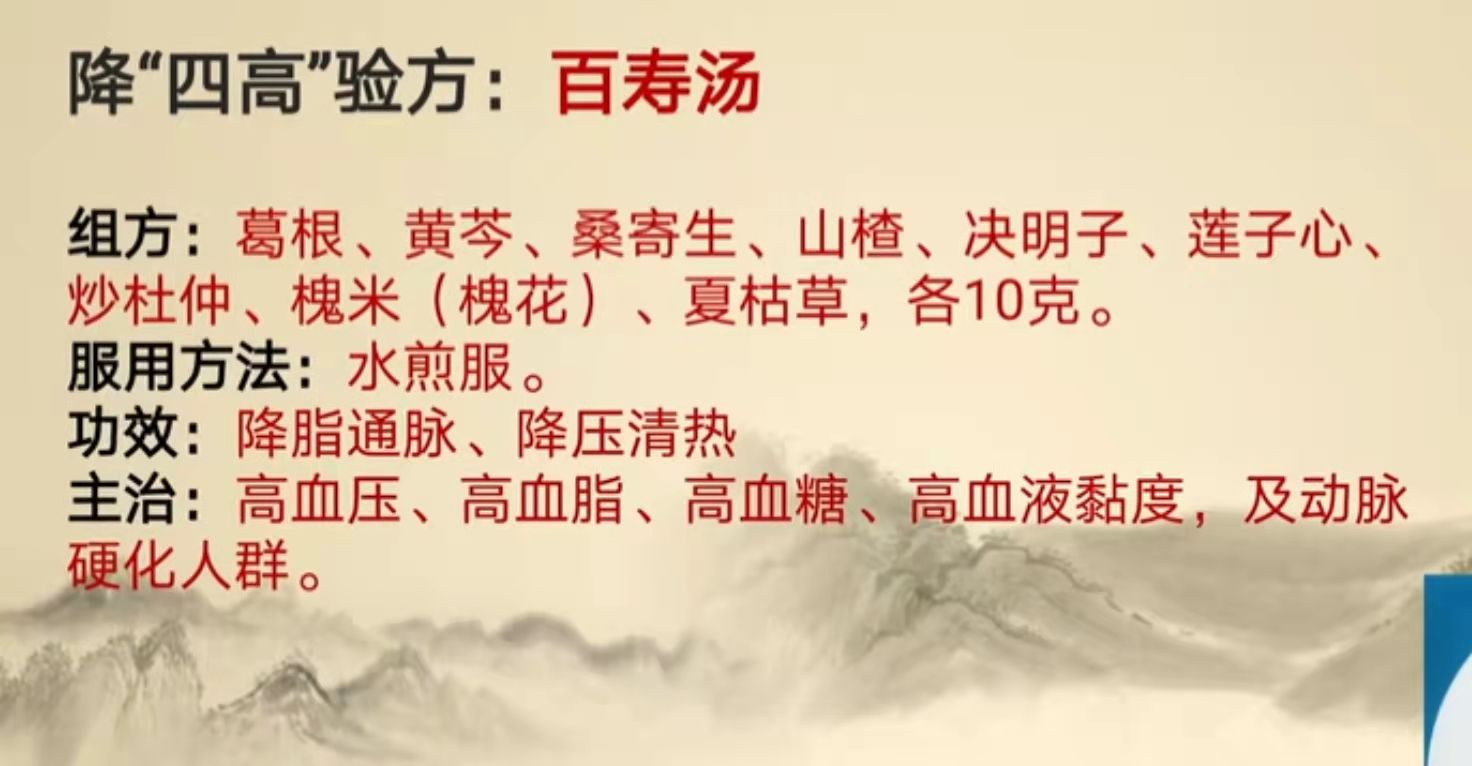 降“四高”验方：百寿汤
组方：葛根、黄芩、桑寄生、山楂、决明子、莲子心、
炒杜仲、槐米（槐花）、夏枯草，各10克。
服用方法：水煎服。
功效：降脂通脉、降压清热
主治：高血压、高血脂、高血糖、高血液黏度，及动脉
硬化人群。